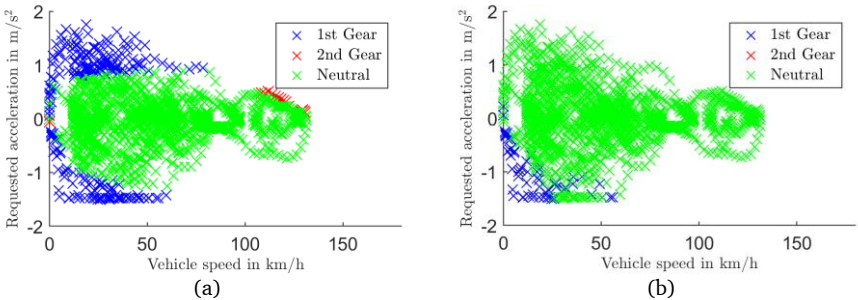 2
1
0
-1
-2
Requested acceleration in m/s²
1st Gear
2nd Gear
Neutral
0 50 100 150
Vehicle speed in km/h
(a)
2
1
0
-1
-2
Requested acceleration in m/s²
1st Gear
2nd Gear
Neutral
0 50 100 150
Vehicle speed in km/h
(b)